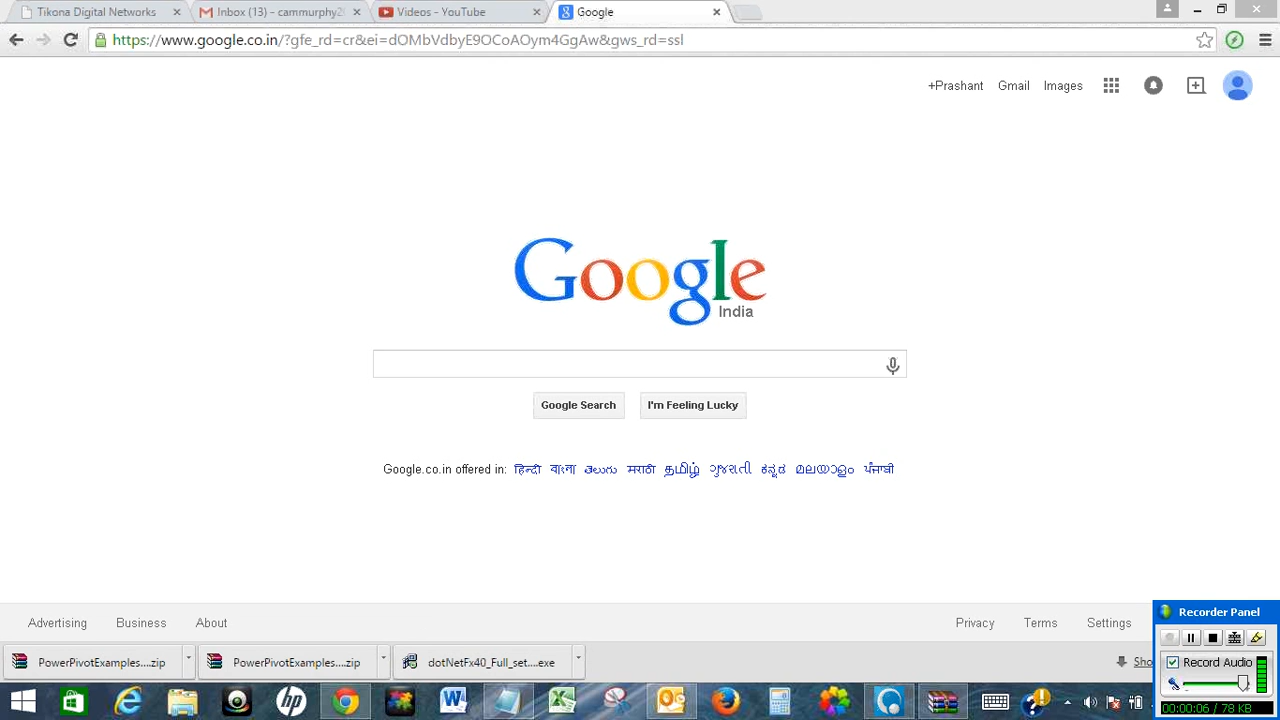 Tikona Digital Networks
Inbox (13) - cammurphy2
Videos - YouTube
Google
https://www.google.co.in/?gfe_rd=cr&ei=dOMbVdbyE9OCoAOym4GgAw&gws_rd=ssl
+Prashant Gmail Images
Google
India
Google Search I'm Feeling Lucky
Google.co.in offered in: हिन्दी বাংলা తెలుగు मराठी தமிழ் ગુજરાતી ಕನ್ನಡ മലയാളം ਪੰਜਾਬੀ
Advertising Business About
Privacy Terms Settings
Recorder Panel
Record Audio
00:00:06 / 78 KB
PowerPivotExamples....zip
PowerPivotExamples....zip
dotNetFx40_Full_set....exe
Sho